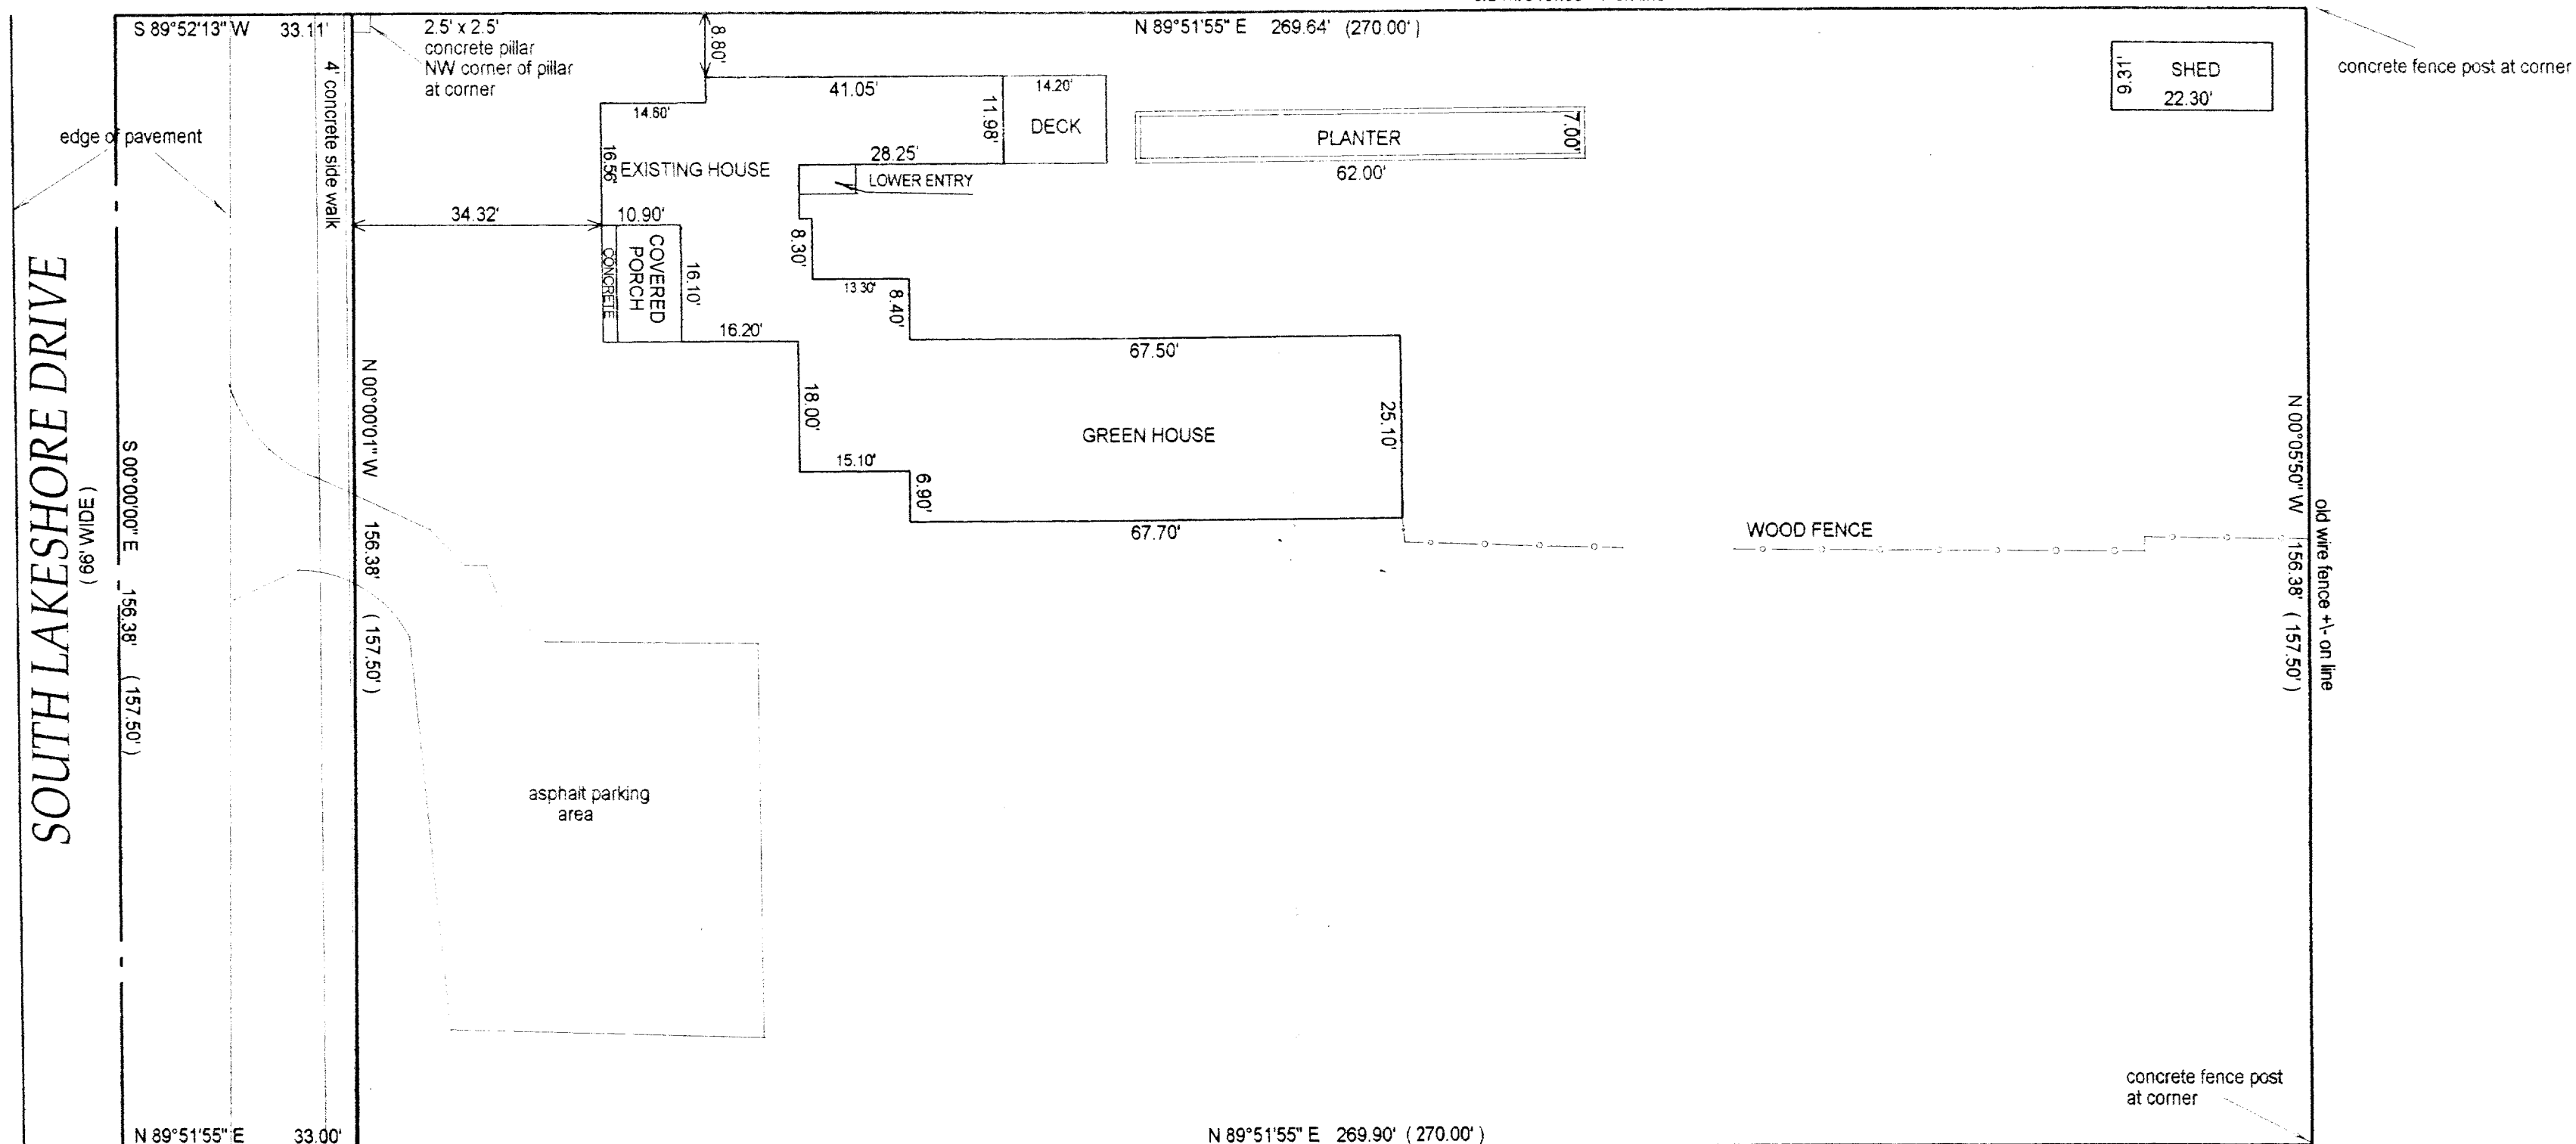 N 89°51'55" E 269.64' (270.00')
S 89°52'13" W 33.11'
2.5' x 2.5'
concrete pillar
NW corner of pillar
at corner
8.80'
4' concrete side walk
edge of pavement
concrete fence post at corner
SHED
9.31'
22.30'
41.05'
14.20'
14.60'
11.98'
DECK
PLANTER
7.00'
62.00'
16.56'
EXISTING HOUSE
28.25'
LOWER ENTRY
34.32'
10.90'
COVERED
PORCH
CONCRETE
16.10'
8.30'
13.30'
8.40'
16.20'
67.50'
18.00'
GREEN HOUSE
25.10'
15.10'
6.90'
67.70'
WOOD FENCE
SOUTH LAKESHORE DRIVE
( 66' WIDE )
S 00°00'00" E 156.38' ( 157.50' )
N 00°00'01" W 156.38' ( 157.50' )
N 00°05'50" W 156.38' ( 157.50' )
old wire fence +\- on line
asphalt parking
area
concrete fence post
at corner
N 89°51'55" E 33.00'
N 89°51'55" E 269.90' ( 270.00' )